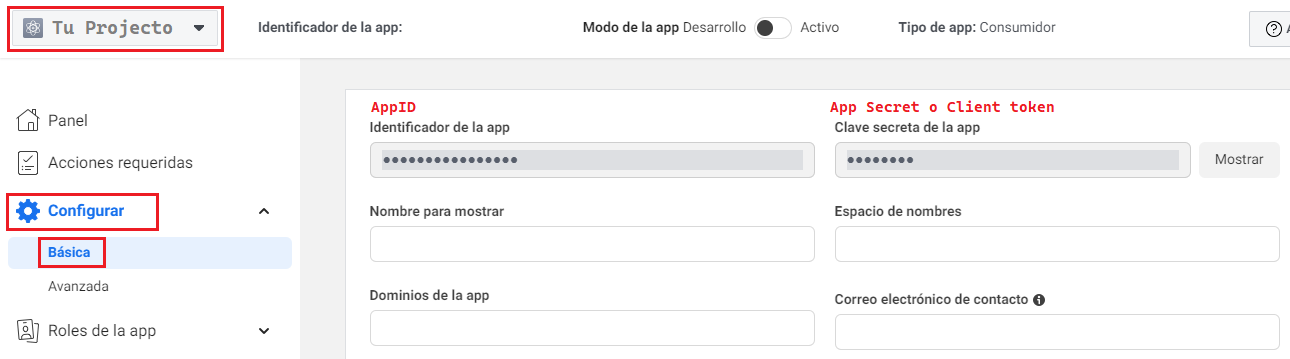 Tu Projecto
Identificador de la app:
Modo de la app Desarrollo Activo
Tipo de app: Consumidor
Panel
Acciones requeridas
Configurar
Básica
Avanzada
Roles de la app
AppID
App Secret o Client token
Identificador de la app
Clave secreta de la app
••••••••••••••••
••••••••
Mostrar
Nombre para mostrar
Espacio de nombres
Dominios de la app
Correo electrónico de contacto